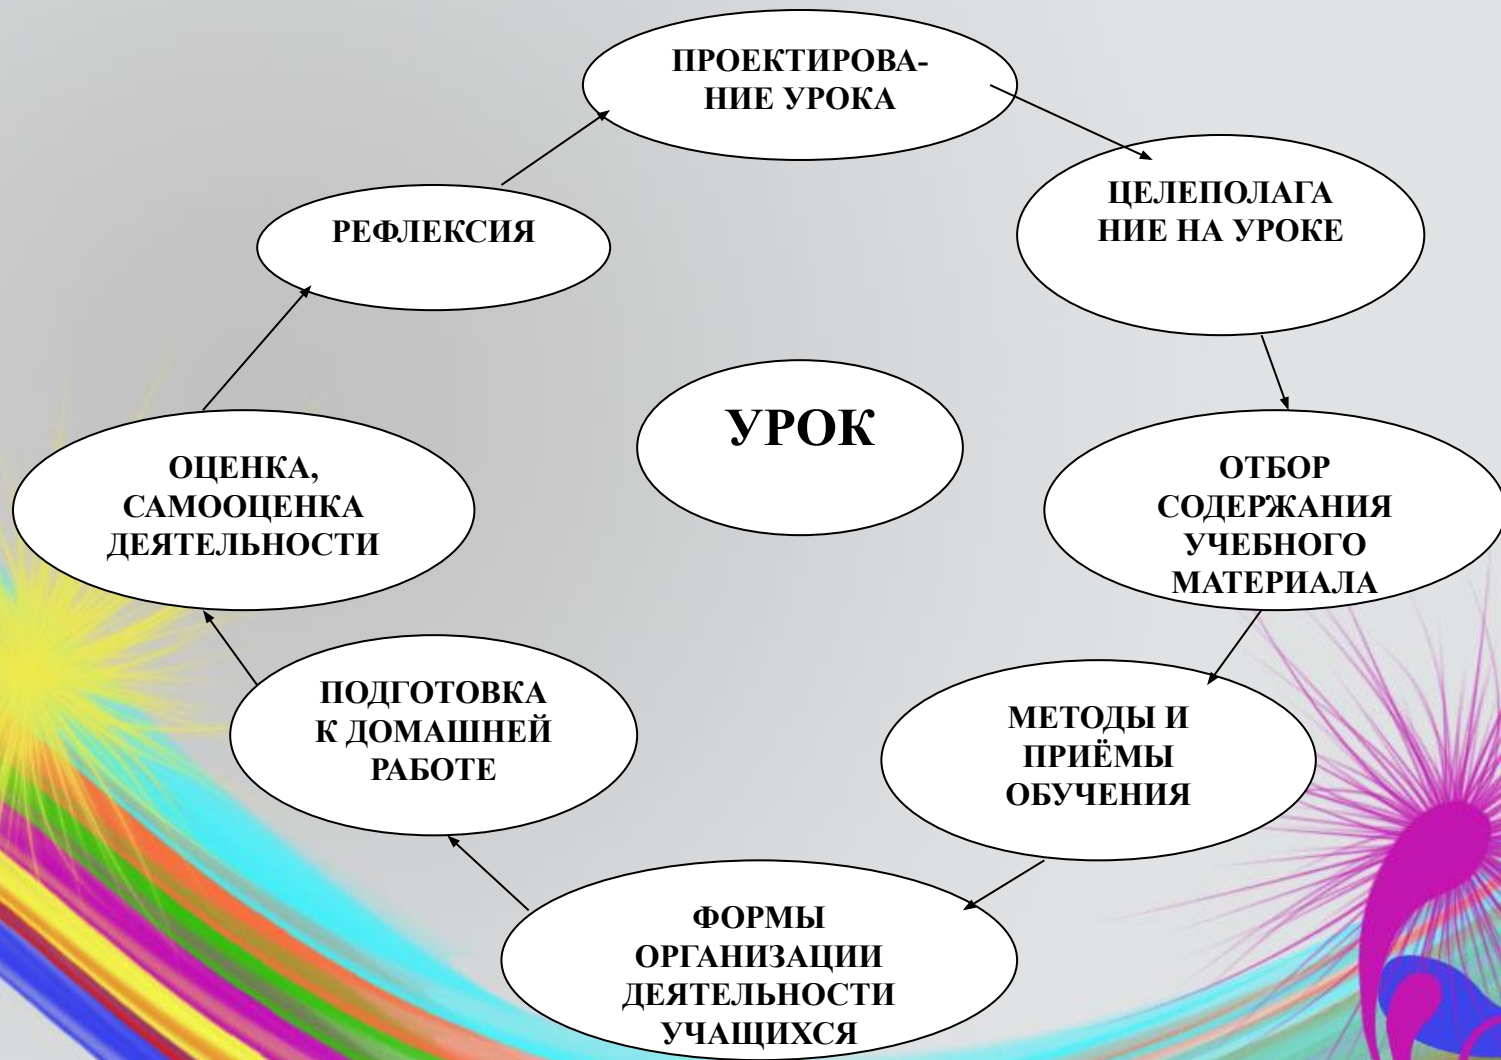 ПРОЕКТИРОВА-
НИЕ УРОКА
ЦЕЛЕПОЛАГА
НИЕ НА УРОКЕ
РЕФЛЕКСИЯ
УРОК
ОТБОР
СОДЕРЖАНИЯ
УЧЕБНОГО
МАТЕРИАЛА
ОЦЕНКА,
САМООЦЕНКА
ДЕЯТЕЛЬНОСТИ
ПОДГОТОВКА
К ДОМАШНЕЙ
РАБОТЕ
МЕТОДЫ И
ПРИЁМЫ
ОБУЧЕНИЯ
ФОРМЫ
ОРГАНИЗАЦИИ
ДЕЯТЕЛЬНОСТИ
УЧАЩИХСЯ